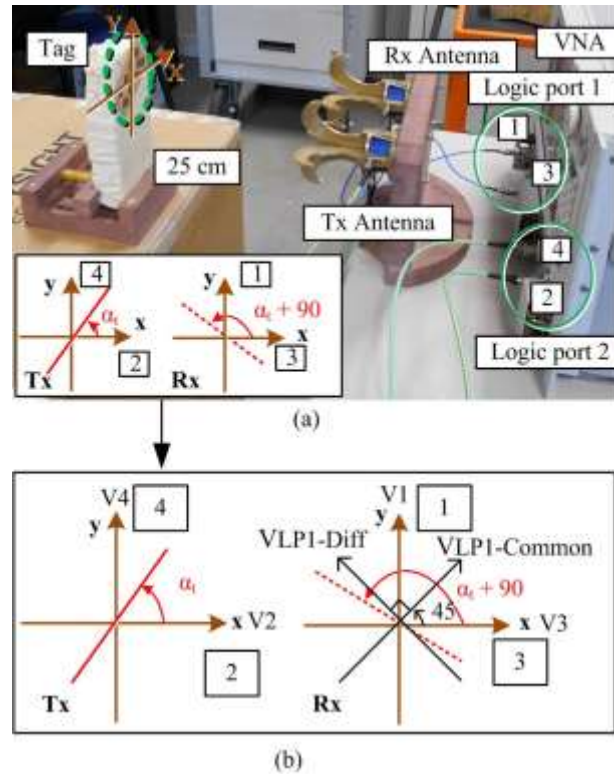 Tag
Y
X
Rx Antenna
VNA
Logic port 1
1
3
25 cm
Tx Antenna
4
2
Logic port 2
4
y
αt
x
2
Tx
1
y
αt + 90
x
3
Rx
(a)
V4
4
y
αt
x V2
2
Tx
V1
1
y
VLP1-Diff
VLP1-Common
αt + 90
45
x V3
3
Rx
(b)